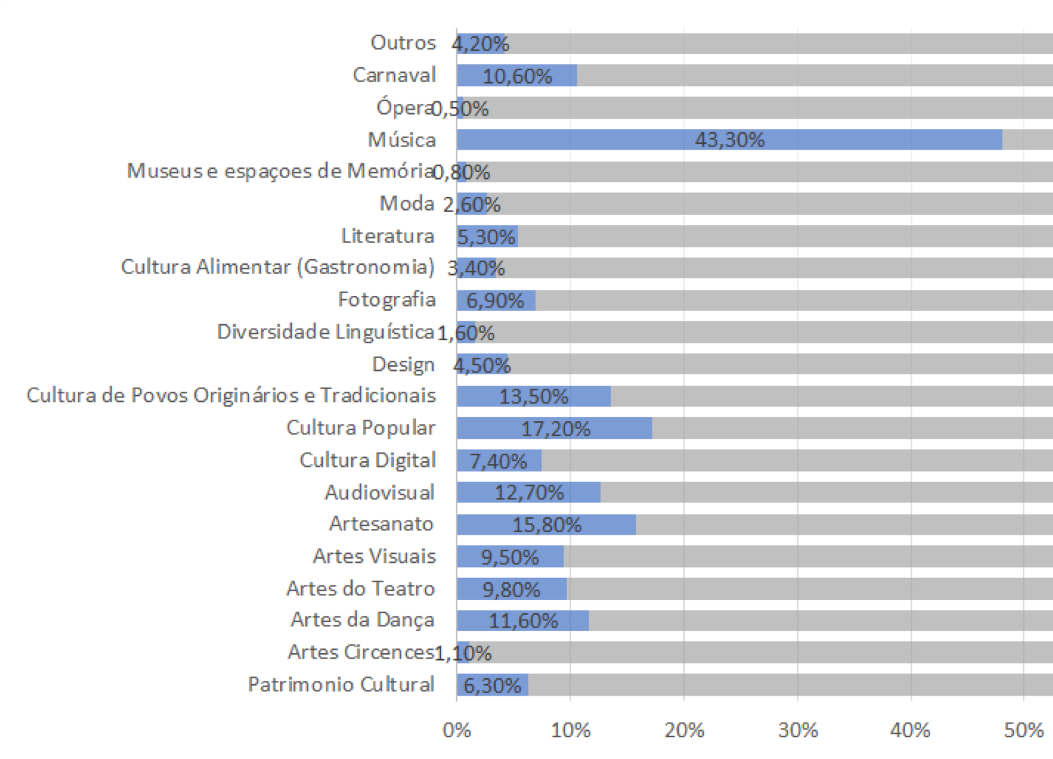 Outros 4,20%
Carnaval 10,60%
Ópera 0,50%
Música 43,30%
Museus e espaçoes de Memória 0,80%
Moda 2,60%
Literatura 5,30%
Cultura Alimentar (Gastronomia) 3,40%
Fotografia 6,90%
Diversidade Linguística 1,60%
Design 4,50%
Cultura de Povos Originários e Tradicionais 13,50%
Cultura Popular 17,20%
Cultura Digital 7,40%
Audiovisual 12,70%
Artesanato 15,80%
Artes Visuais 9,50%
Artes do Teatro 9,80%
Artes da Dança 11,60%
Artes Circences 1,10%
Patrimonio Cultural 6,30%
0% 10% 20% 30% 40% 50%